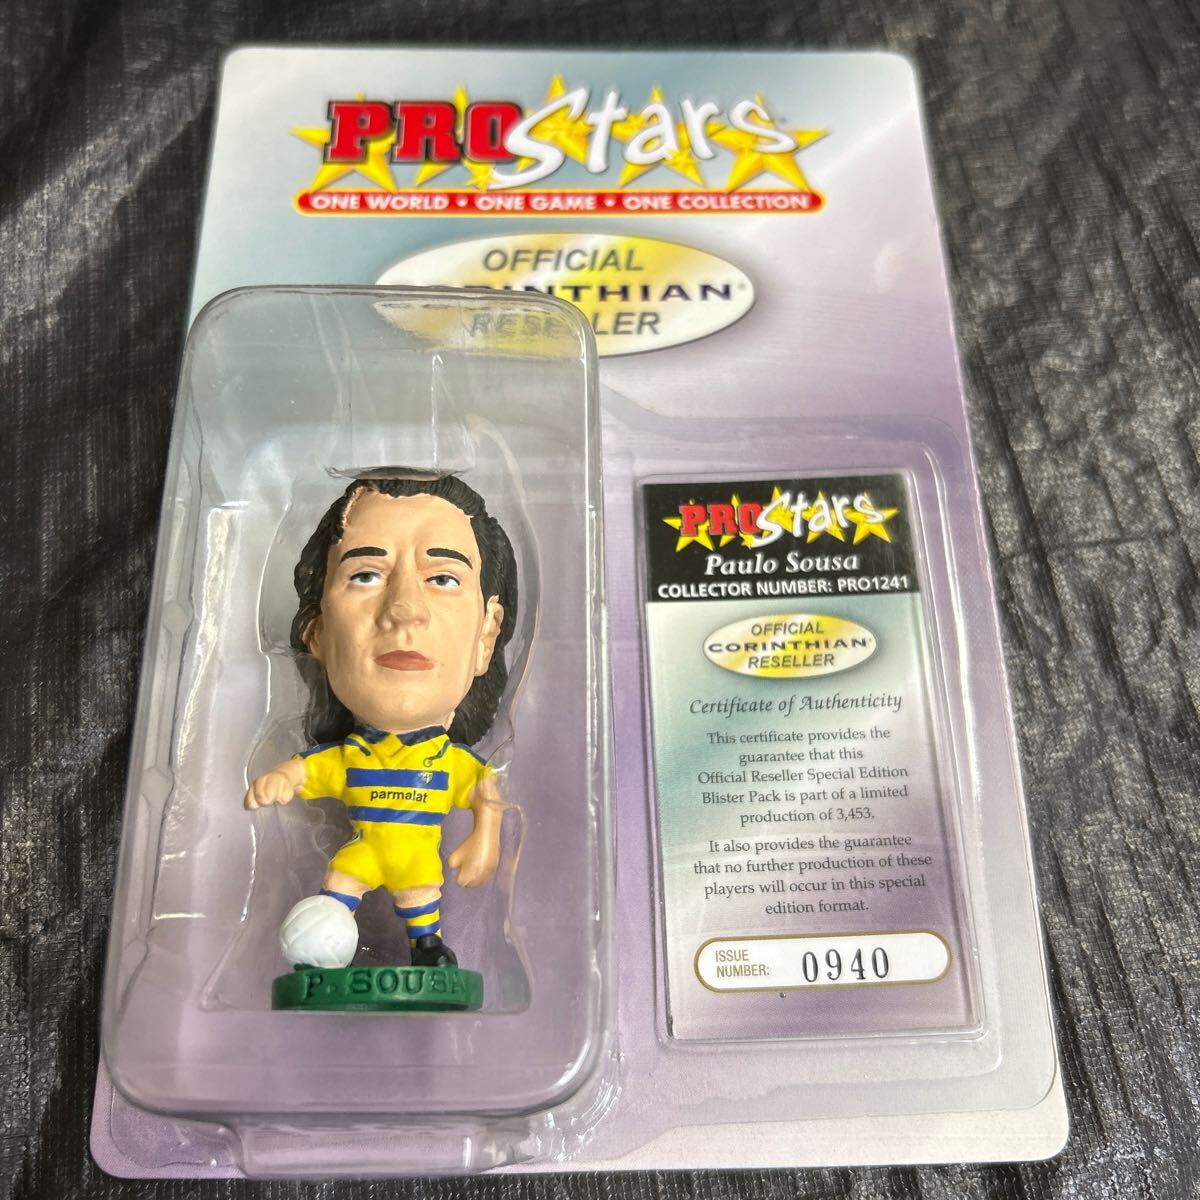 PROStars
ONE WORLD • ONE GAME • ONE COLLECTION
OFFICIAL
CORINTHIAN®
RESELLER
parmalat
P. SOUSA
PROStars
Paulo Sousa
COLLECTOR NUMBER: PRO1241
OFFICIAL
CORINTHIAN®
RESELLER
Certificate of Authenticity
This certificate provides the
guarantee that this
Official Reseller Special Edition
Blister Pack is part of a limited
production of 3,453.
It also provides the guarantee
that no further production of these
players will occur in this special
edition format.
ISSUE
NUMBER: 0940